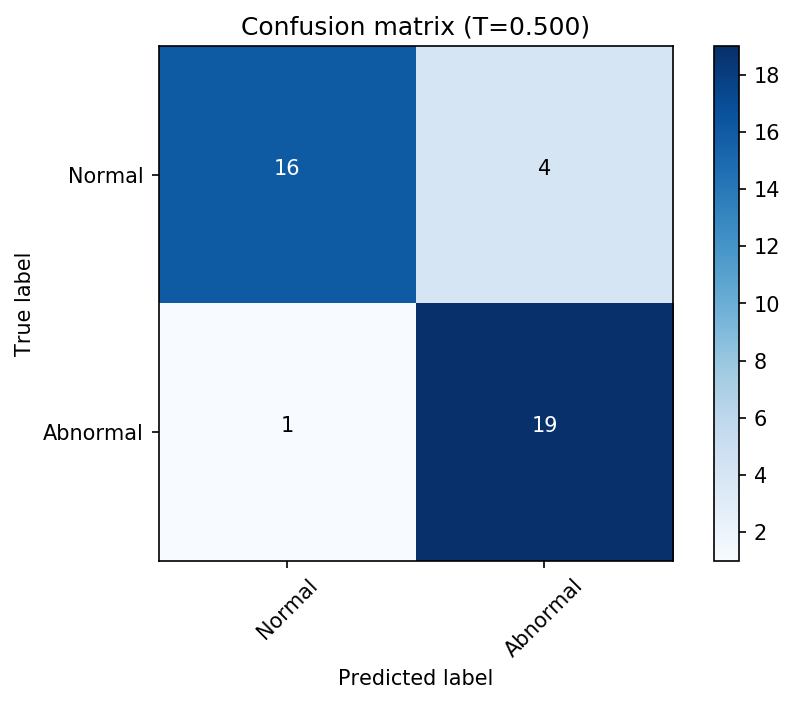 Confusion matrix (T=0.500)
True label
Normal
16
4
Abnormal
1
19
Normal
Abnormal
Predicted label
18
16
14
12
10
8
6
4
2